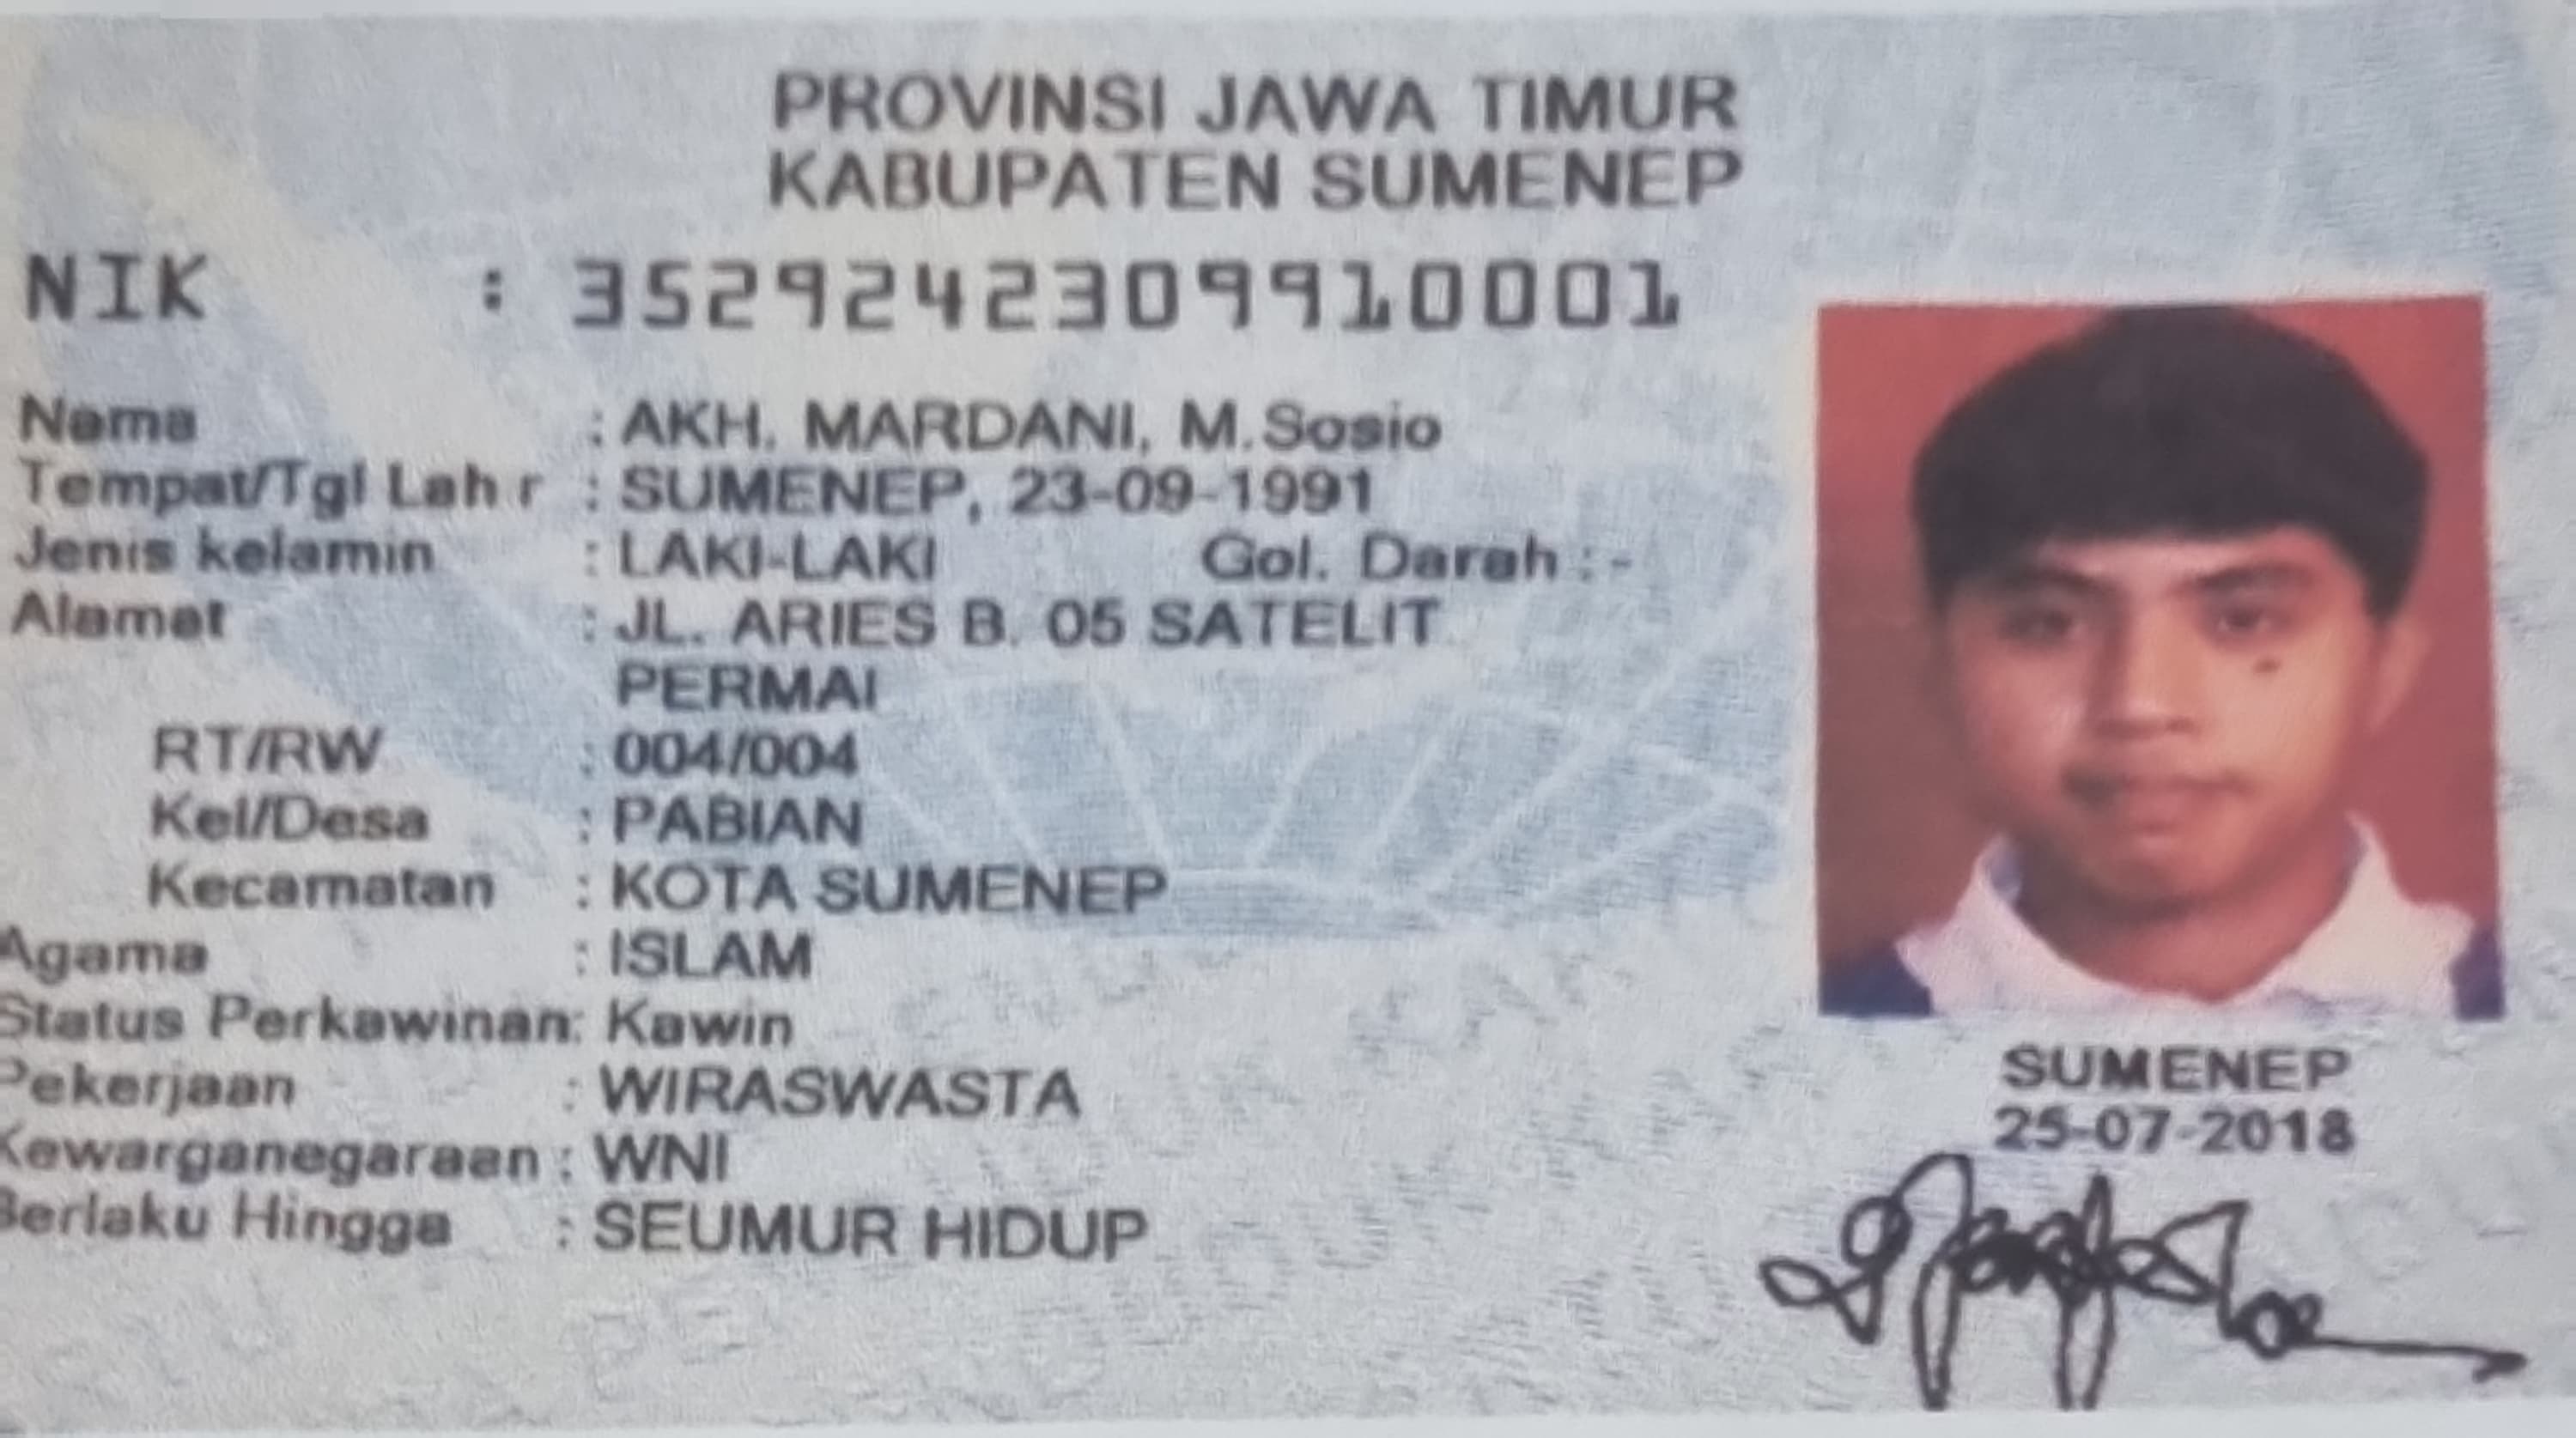 PROVINSI JAWA TIMUR
KABUPATEN SUMENEP
NIK : 3529242309910001
Nama : AKH. MARDANI, M.Sosio
Tempat/Tgl Lah r : SUMENEP, 23-09-1991
Jenis kelamin : LAKI-LAKI Gol. Darah : -
Alamat : JL. ARIES B. 05 SATELIT
PERMAI
RT/RW : 004/004
Kel/Desa : PABIAN
Kecamatan : KOTA SUMENEP
Agama : ISLAM
Status Perkawinan: Kawin
Pekerjaan : WIRASWASTA
Kewarganegaraan : WNI
Berlaku Hingga : SEUMUR HIDUP
SUMENEP
25-07-2018